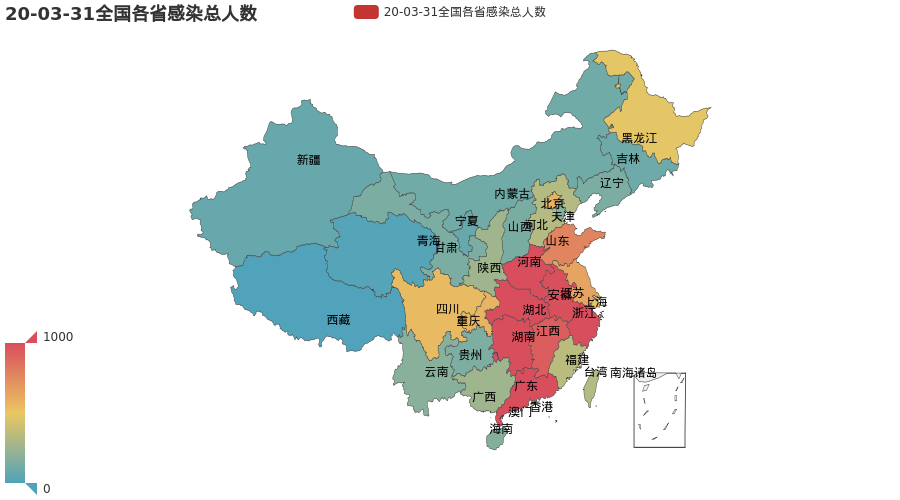 20-03-31全国各省感染总人数
20-03-31全国各省感染总人数
黑龙江
吉林
新疆
辽宁
内蒙古
北京
天津
宁夏
山西
河北
青海
甘肃
山东
陕西
河南
安徽
江苏
上海
四川
湖北
浙江
西藏
重庆
江西
湖南
1000
贵州
福建
云南
台湾
南海诸岛
广东
广西
香港
澳门
海南
0